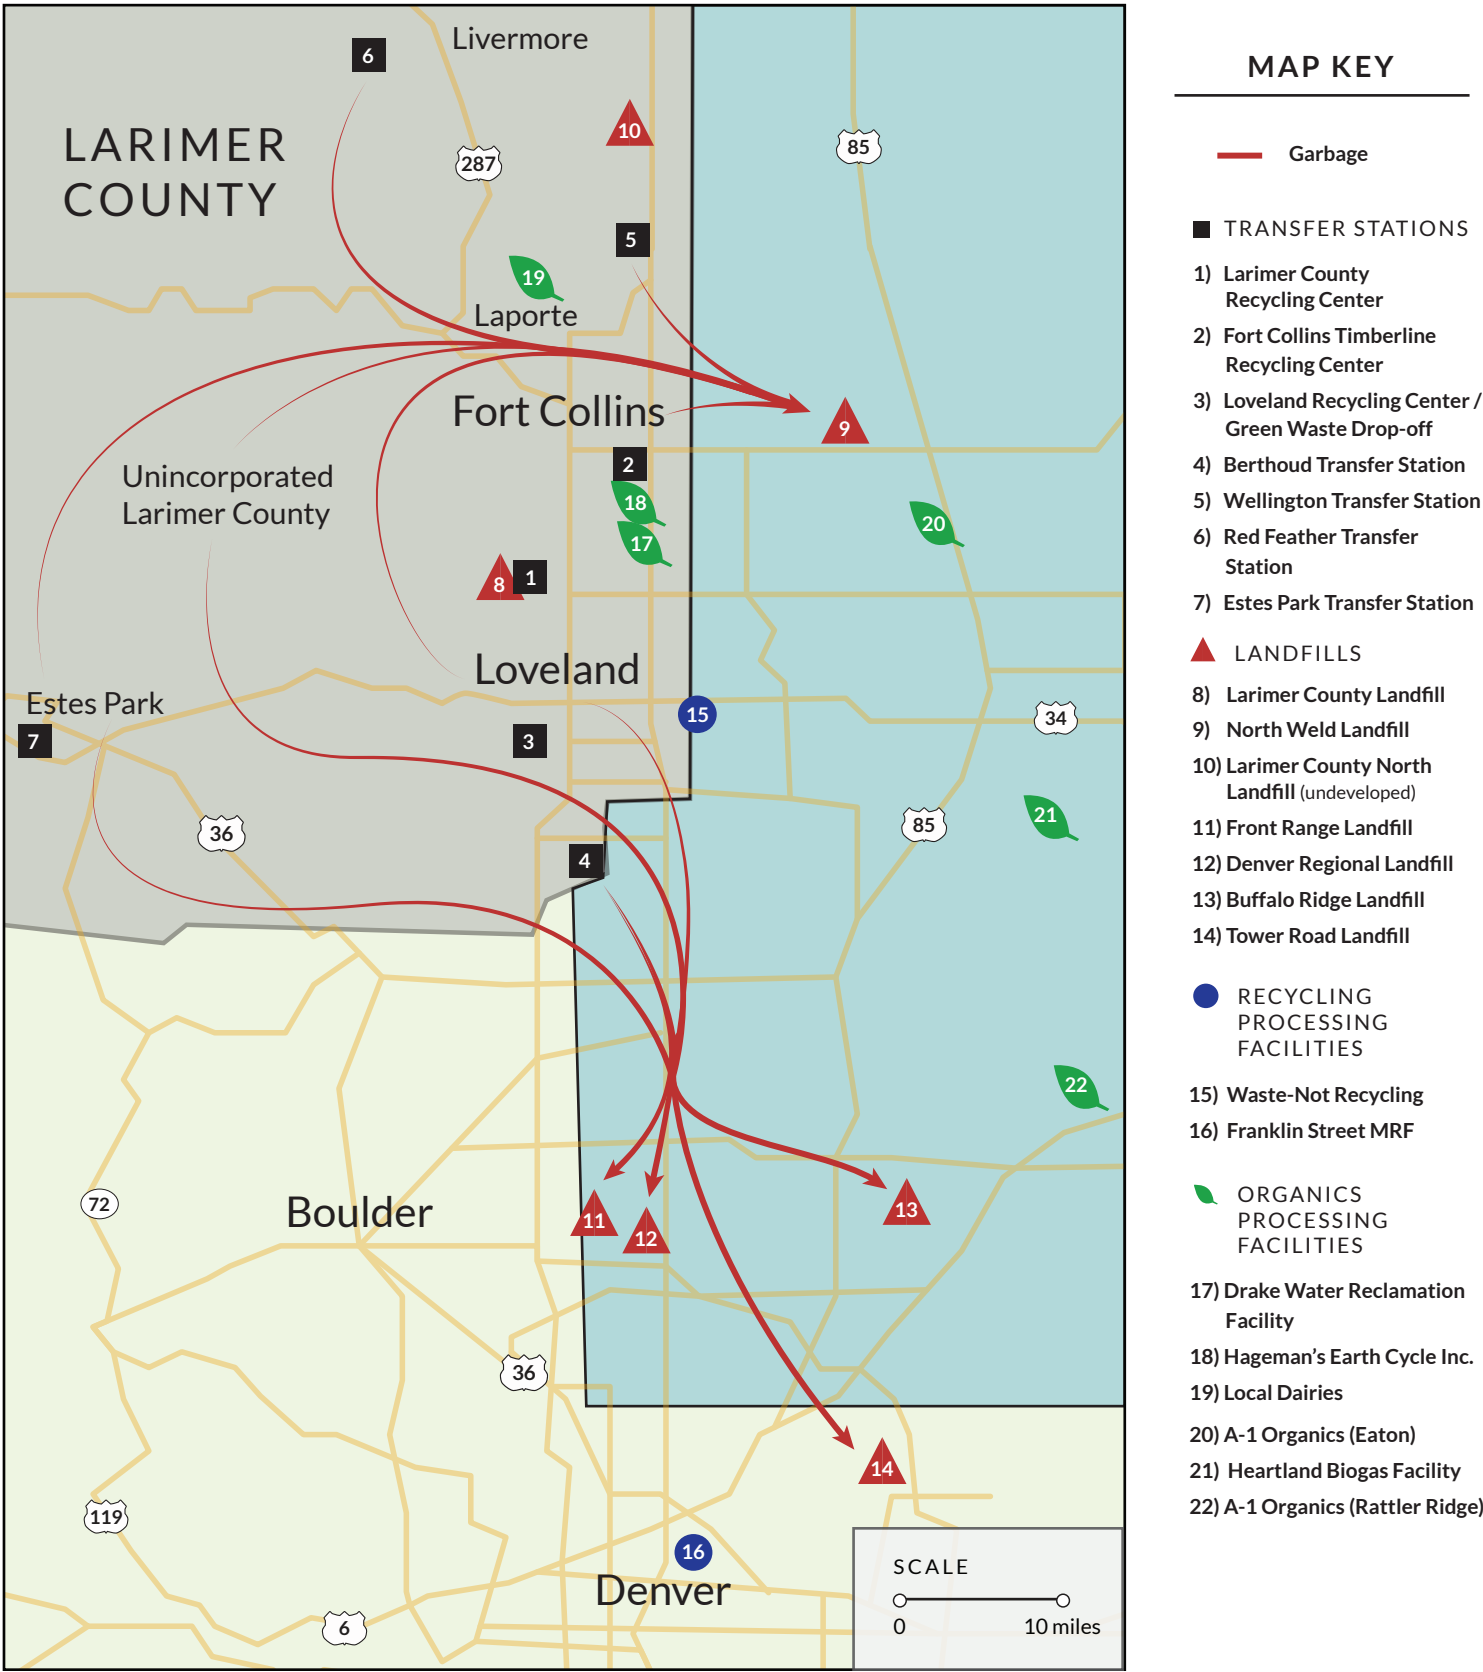 6
Livermore
10
LARIMER
COUNTY
287
85
5
19
Laporte
Fort Collins
9
2
Unincorporated
Larimer County
18
20
17
8
1
Loveland
Estes Park
15
34
7
3
36
85
21
4
22
72
Boulder
11
12
13
36
14
119
16
Denver
6
SCALE
0
10 miles
MAP KEY
Garbage
TRANSFER STATIONS
1) Larimer County
Recycling Center
2) Fort Collins Timberline
Recycling Center
3) Loveland Recycling Center /
Green Waste Drop-off
4) Berthoud Transfer Station
5) Wellington Transfer Station
6) Red Feather Transfer
Station
7) Estes Park Transfer Station
LANDFILLS
8) Larimer County Landfill
9) North Weld Landfill
10) Larimer County North
Landfill (undeveloped)
11) Front Range Landfill
12) Denver Regional Landfill
13) Buffalo Ridge Landfill
14) Tower Road Landfill
RECYCLING
PROCESSING
FACILITIES
15) Waste-Not Recycling
16) Franklin Street MRF
ORGANICS
PROCESSING
FACILITIES
17) Drake Water Reclamation
Facility
18) Hageman's Earth Cycle Inc.
19) Local Dairies
20) A-1 Organics (Eaton)
21) Heartland Biogas Facility
22) A-1 Organics (Rattler Ridge)